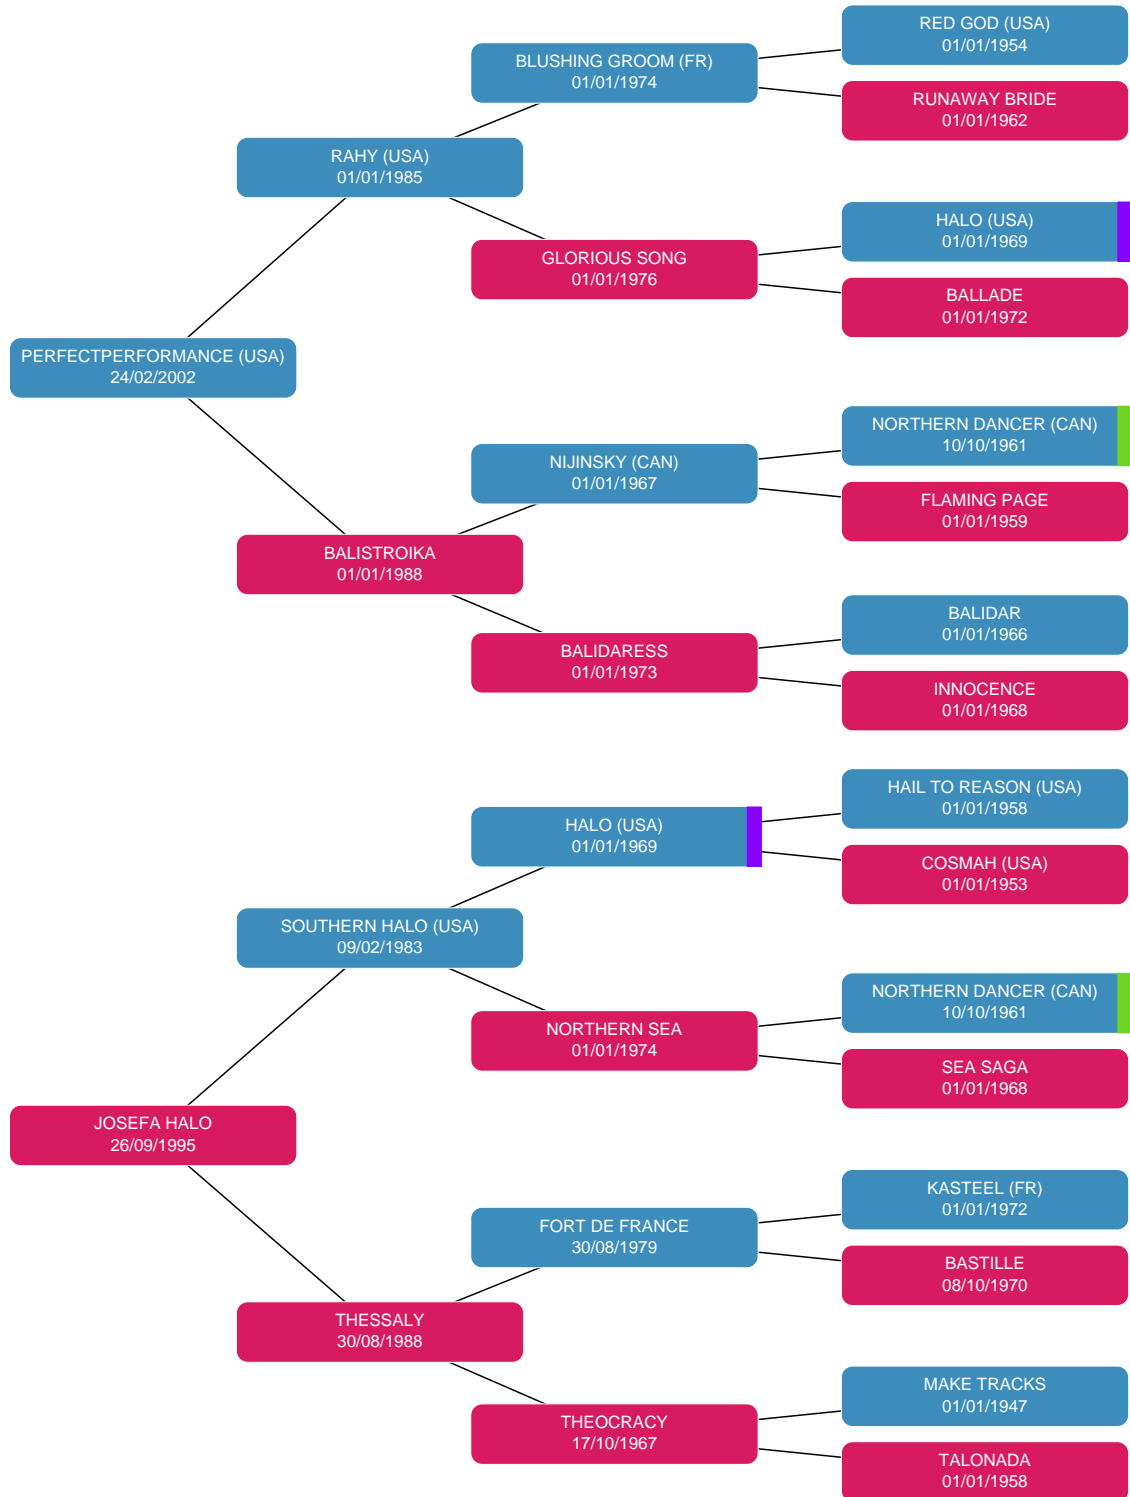 RED GOD (USA)
01/01/1954
BLUSHING GROOM (FR)
01/01/1974
RUNAWAY BRIDE
01/01/1962
RAHY (USA)
01/01/1985
HALO (USA)
01/01/1969
GLORIOUS SONG
01/01/1976
BALLADE
01/01/1972
PERFECTPERFORMANCE (USA)
24/02/2002
NORTHERN DANCER (CAN)
10/10/1961
NIJINSKY (CAN)
01/01/1967
FLAMING PAGE
01/01/1959
BALISTROIKA
01/01/1988
BALIDAR
01/01/1966
BALIDARESS
01/01/1973
INNOCENCE
01/01/1968
HAIL TO REASON (USA)
01/01/1958
HALO (USA)
01/01/1969
COSMAH (USA)
01/01/1953
SOUTHERN HALO (USA)
09/02/1983
NORTHERN DANCER (CAN)
10/10/1961
NORTHERN SEA
01/01/1974
SEA SAGA
01/01/1968
JOSEFA HALO
26/09/1995
KASTEEL (FR)
01/01/1972
FORT DE FRANCE
30/08/1979
BASTILLE
08/10/1970
THESSALY
30/08/1988
MAKE TRACKS
01/01/1947
THEOCRACY
17/10/1967
TALONADA
01/01/1958